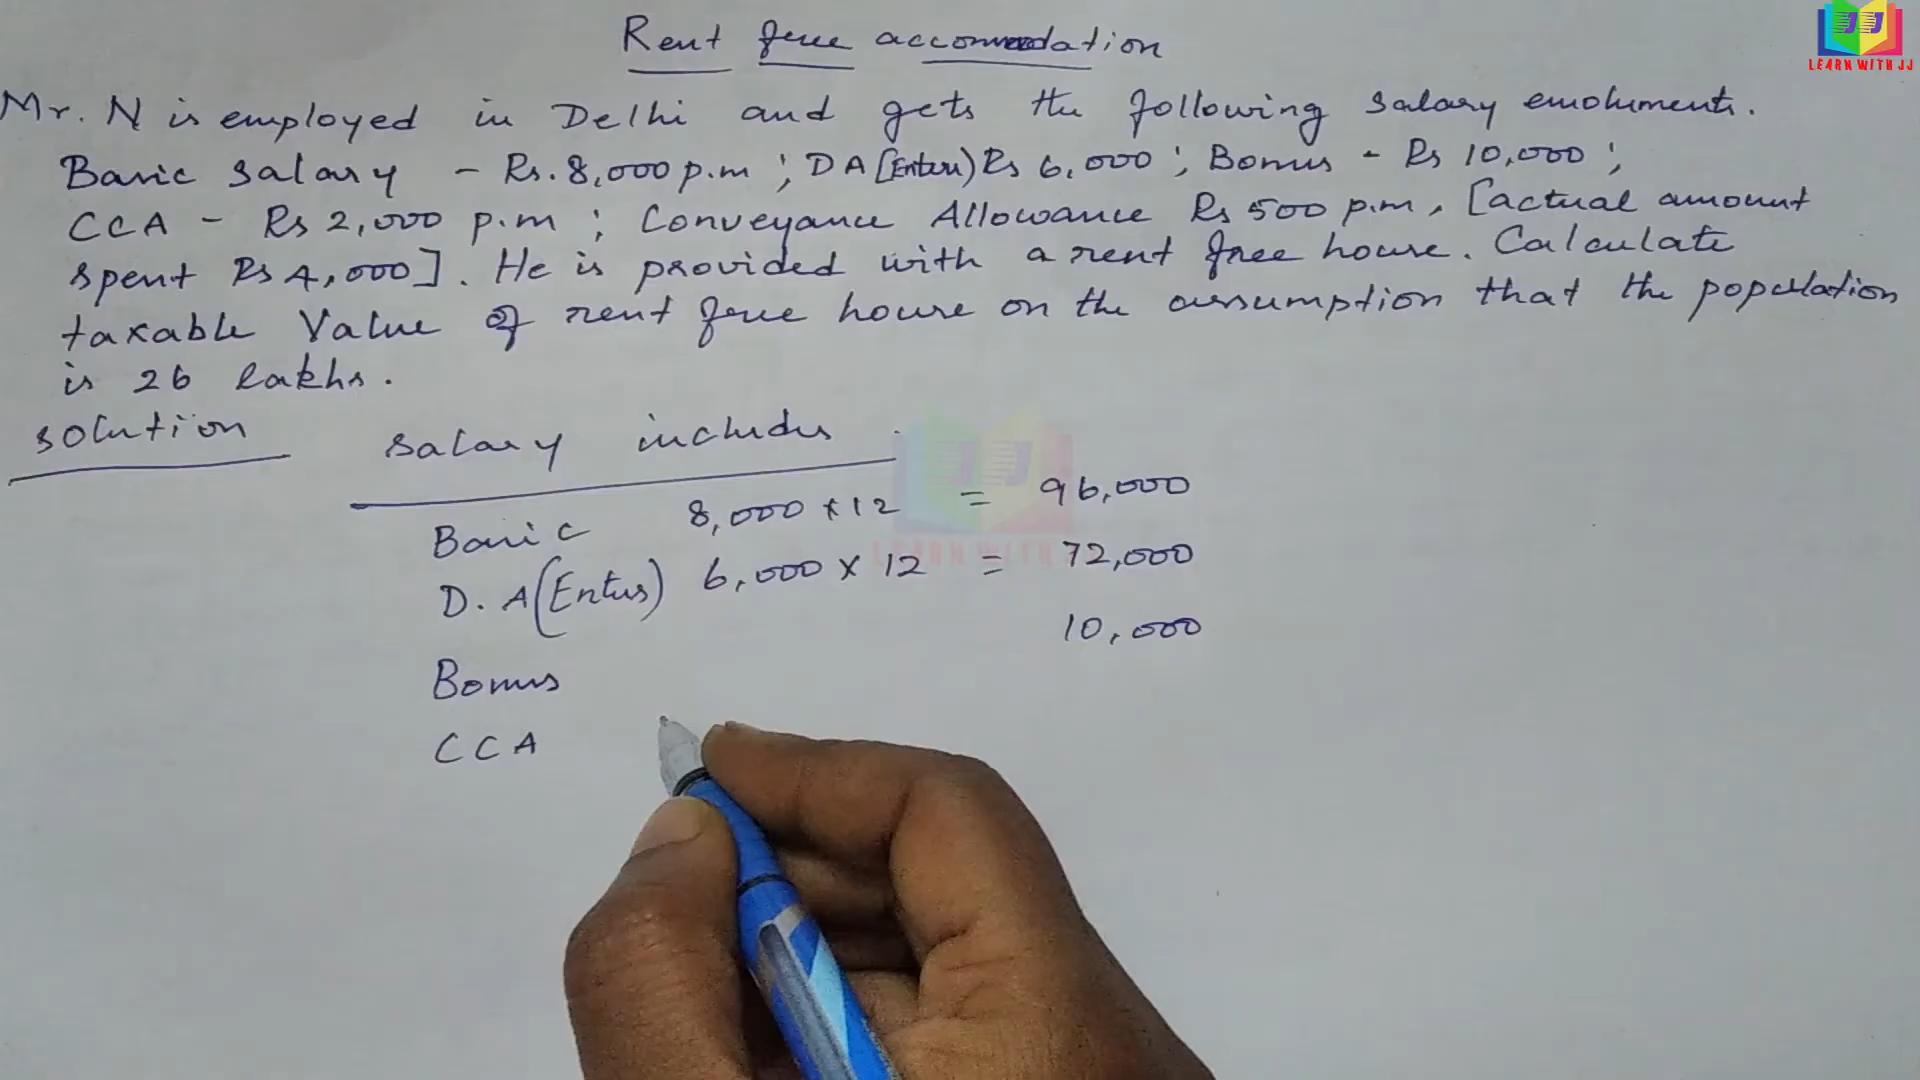 Rent free accommodation
LEARN WITH JJ
Mr. N is employed in Delhi and gets the following salary emoluments.
Basic salary - Rs. 8,000 p.m ; DA [Enters) Rs 6,000 ; Bonus - Rs 10,000 ;
CCA - Rs 2,000 p.m ; Conveyance Allowance Rs 500 p.m, [actual amount
spent Rs 4,000]. He is provided with a rent free house. Calculate
taxable Value of rent free house on the assumption that the population
is 26 lakhs.
solution
salary includes
Basic 8,000 × 12 = 96,000
D. A (Enters) 6,000 × 12 = 72,000
Bonus 10,000
CCA
LEARN WITH JJ